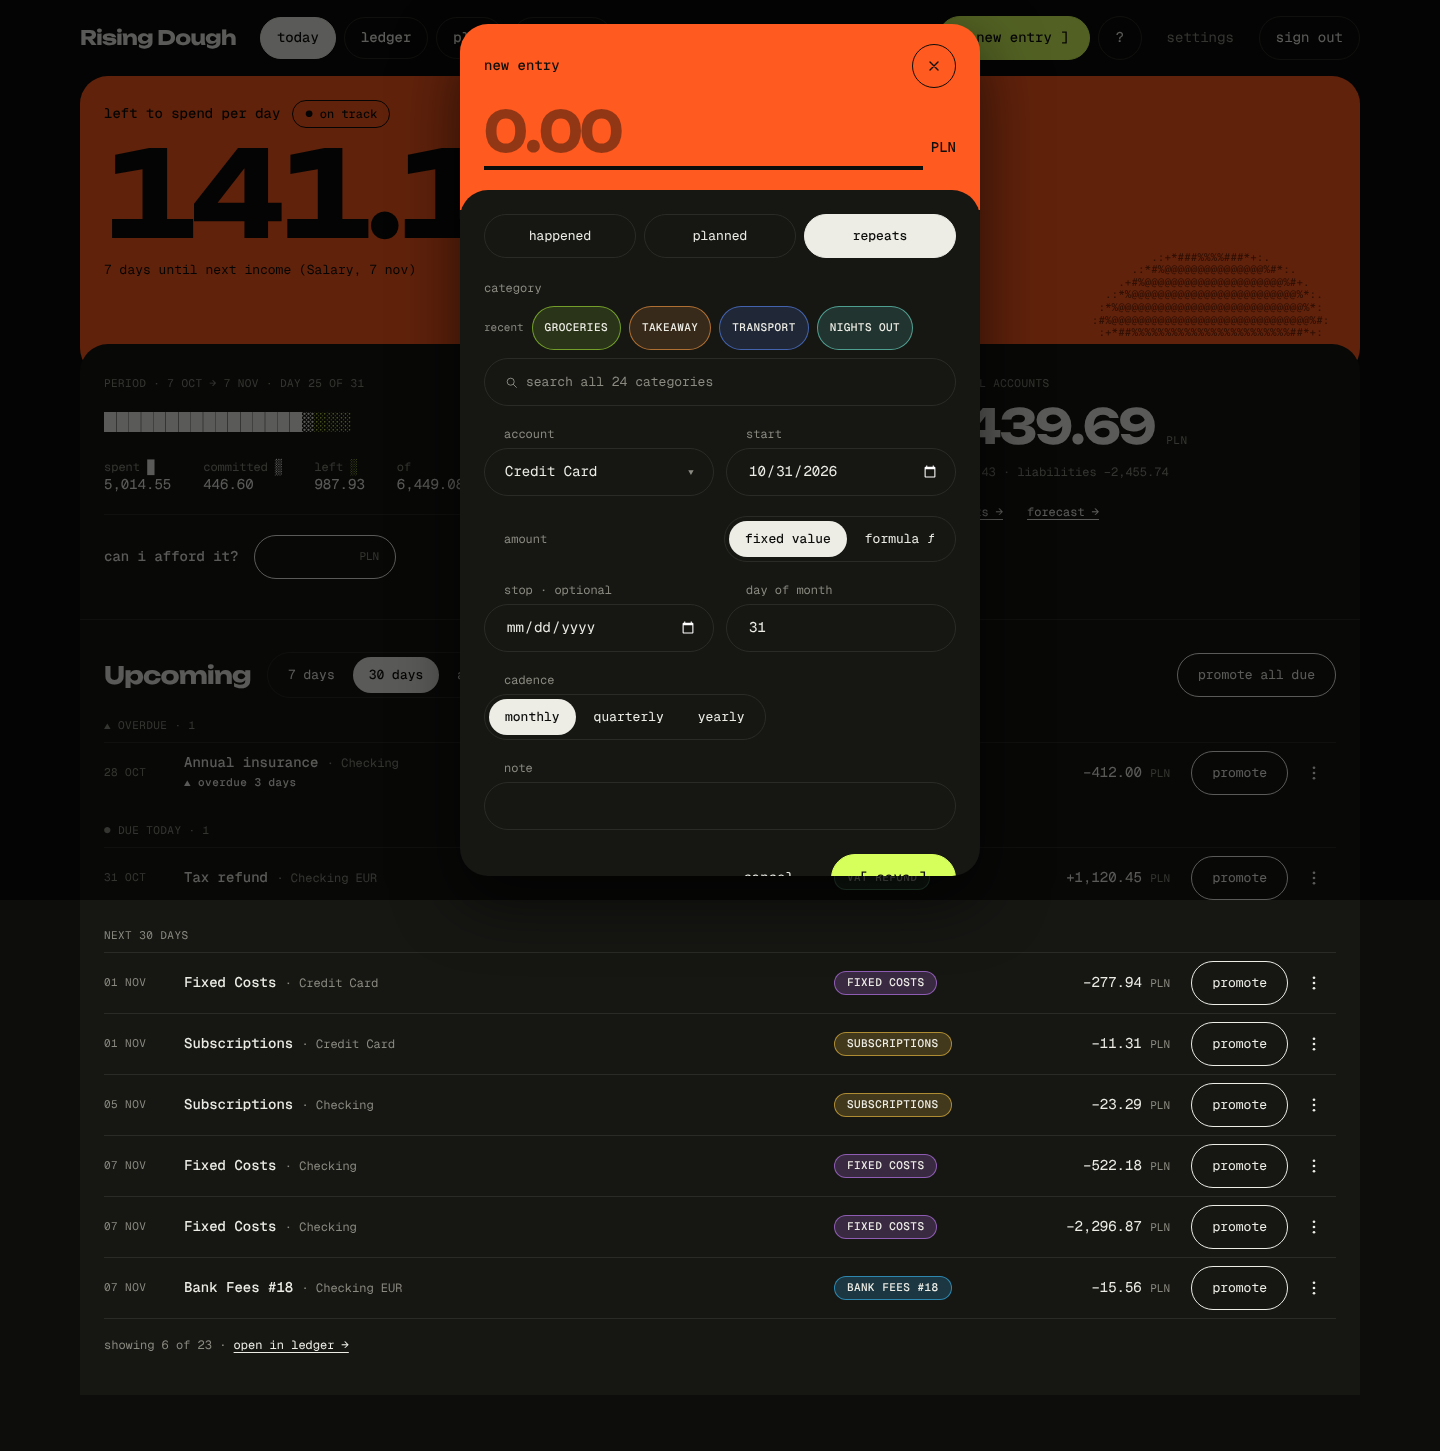 Rising Dough today ledger new entry ] ? settings sign out
new entry
left to spend per day ● on track
0.00 PLN
141.1
7 days until next income (Salary, 7 nov)
happened planned repeats
category
recent GROCERIES TAKEAWAY TRANSPORT NIGHTS OUT
search all 24 categories
PERIOD · 7 OCT → 7 NOV · DAY 25 OF 31
ACCOUNTS
439.69 PLN
43 · liabilities −2,455.74
forecast →
spent committed left of
5,014.55 446.60 987.93 6,449.08
can i afford it? PLN
account start
Credit Card 10/31/2026
amount fixed value formula ƒ
stop · optional day of month
mm/dd/yyyy 31
cadence
monthly quarterly yearly
note
cancel [ save ]
Upcoming 7 days 30 days promote all due
▲ OVERDUE · 1
28 OCT Annual insurance · Checking −412.00 PLN promote
▲ overdue 3 days
● DUE TODAY · 1
31 OCT Tax refund · Checking EUR VAT REFUND +1,120.45 PLN promote
NEXT 30 DAYS
01 NOV Fixed Costs · Credit Card FIXED COSTS −277.94 PLN promote
01 NOV Subscriptions · Credit Card SUBSCRIPTIONS −11.31 PLN promote
05 NOV Subscriptions · Checking SUBSCRIPTIONS −23.29 PLN promote
07 NOV Fixed Costs · Checking FIXED COSTS −522.18 PLN promote
07 NOV Fixed Costs · Checking FIXED COSTS −2,296.87 PLN promote
07 NOV Bank Fees #18 · Checking EUR BANK FEES #18 −15.56 PLN promote
showing 6 of 23 · open in ledger →